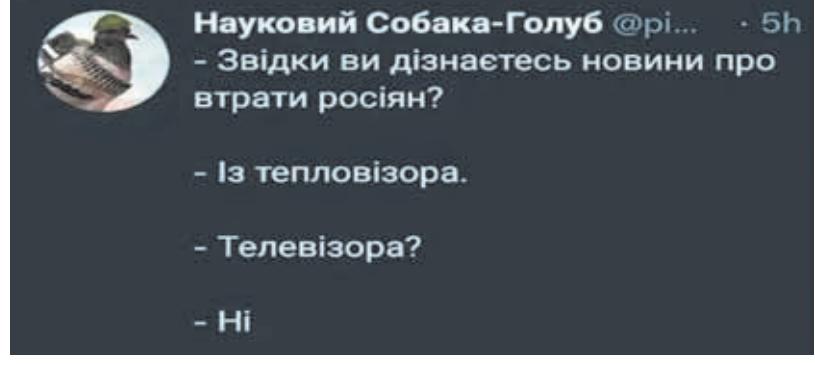 Науковий Собака-Голуб @pi... · 5h
- Звідки ви дізнаєтесь новини про
втрати росіян?
- Із тепловізора.
- Телевізора?
- Ні